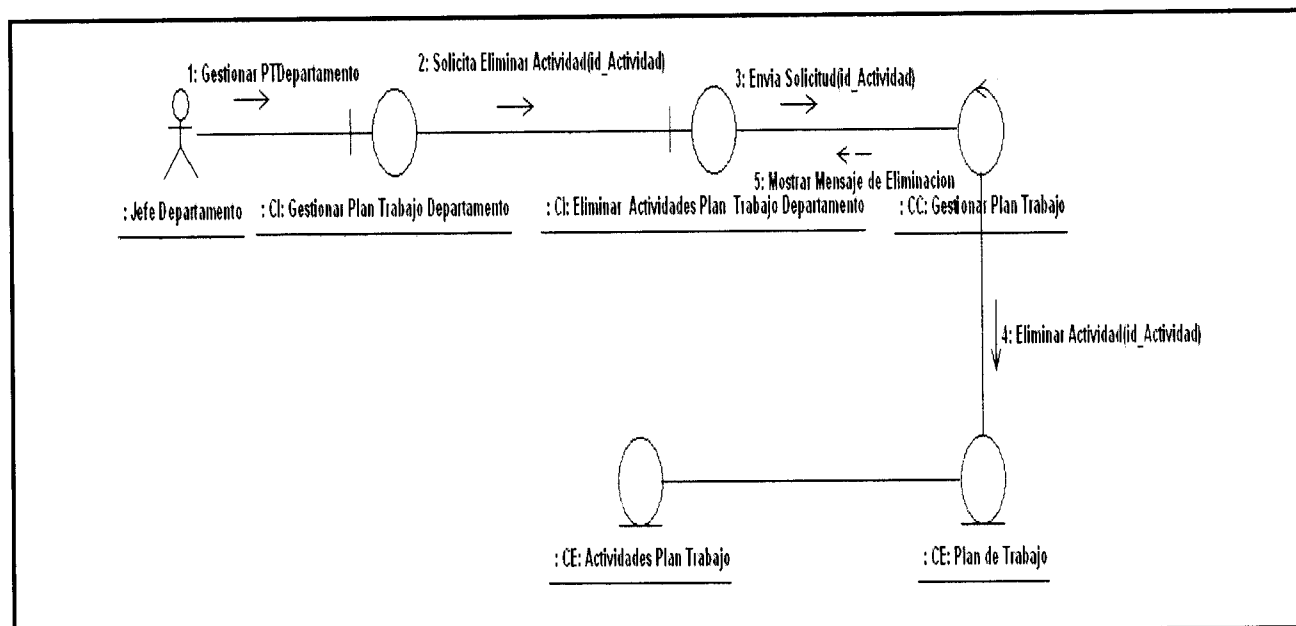 1: Gestionar PTDepartamento
2: Solicita Eliminar Actividad(id_Actividad)
3: Envia Solicitud(id_Actividad)
5: Mostrar Mensaje de Eliminacion
: Jefe Departamento
: CI: Gestionar Plan Trabajo Departamento
: CI: Eliminar Actividades Plan Trabajo Departamento
: CC: Gestionar Plan Trabajo
4: Eliminar Actividad(id_Actividad)
: CE: Actividades Plan Trabajo
: CE: Plan de Trabajo